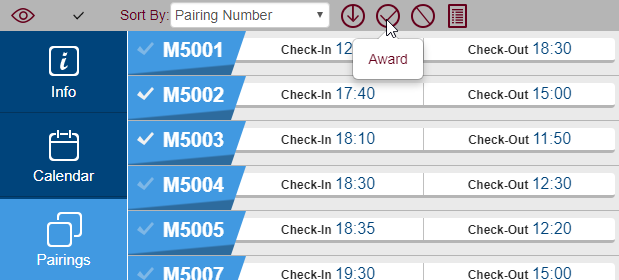 Sort By: Pairing Number
Award
Info
Calendar
Pairings
M5001 Check-In 12 Check-Out 18:30
M5002 Check-In 17:40 Check-Out 15:00
M5003 Check-In 18:10 Check-Out 11:50
M5004 Check-In 18:30 Check-Out 12:30
M5005 Check-In 18:35 Check-Out 12:20
M5007 Check-In 19:30 Check-Out 15:00